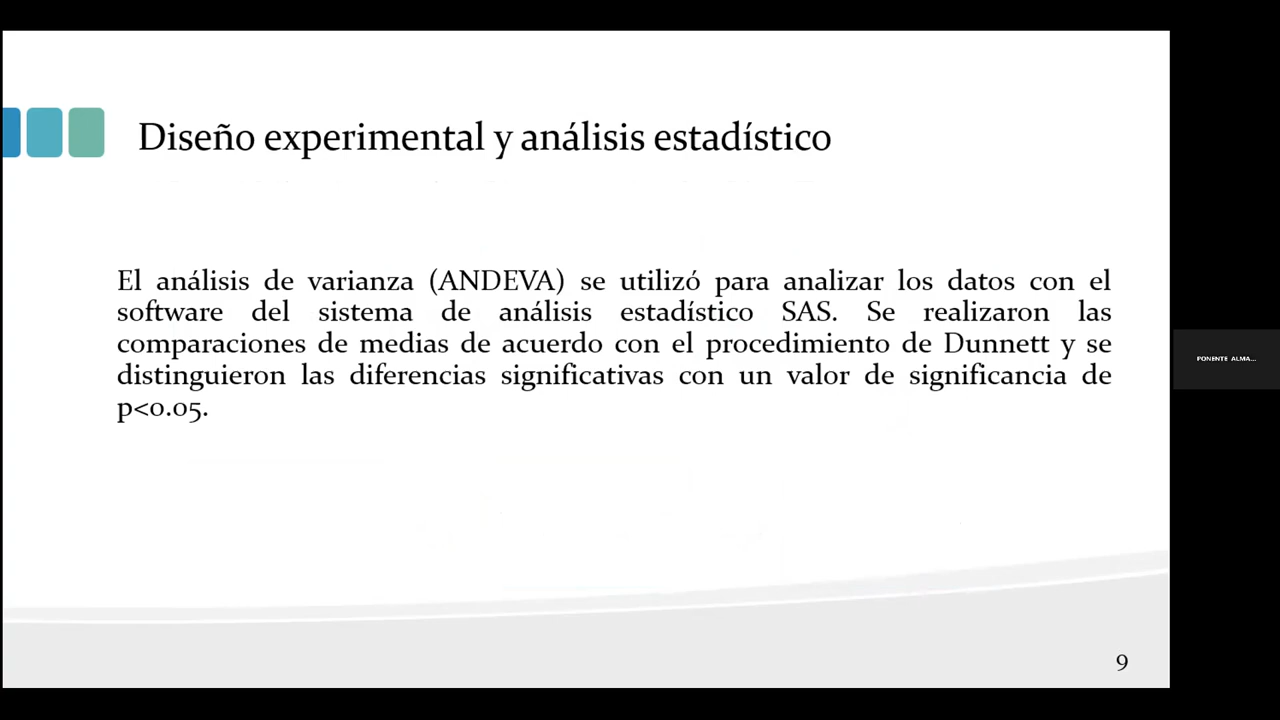 Diseño experimental y análisis estadístico
El análisis de varianza (ANDEVA) se utilizó para analizar los datos con el
software del sistema de análisis estadístico SAS. Se realizaron las
comparaciones de medias de acuerdo con el procedimiento de Dunnett y se
distinguieron las diferencias significativas con un valor de significancia de
p<0.05.
PONENTE ALMA...
9